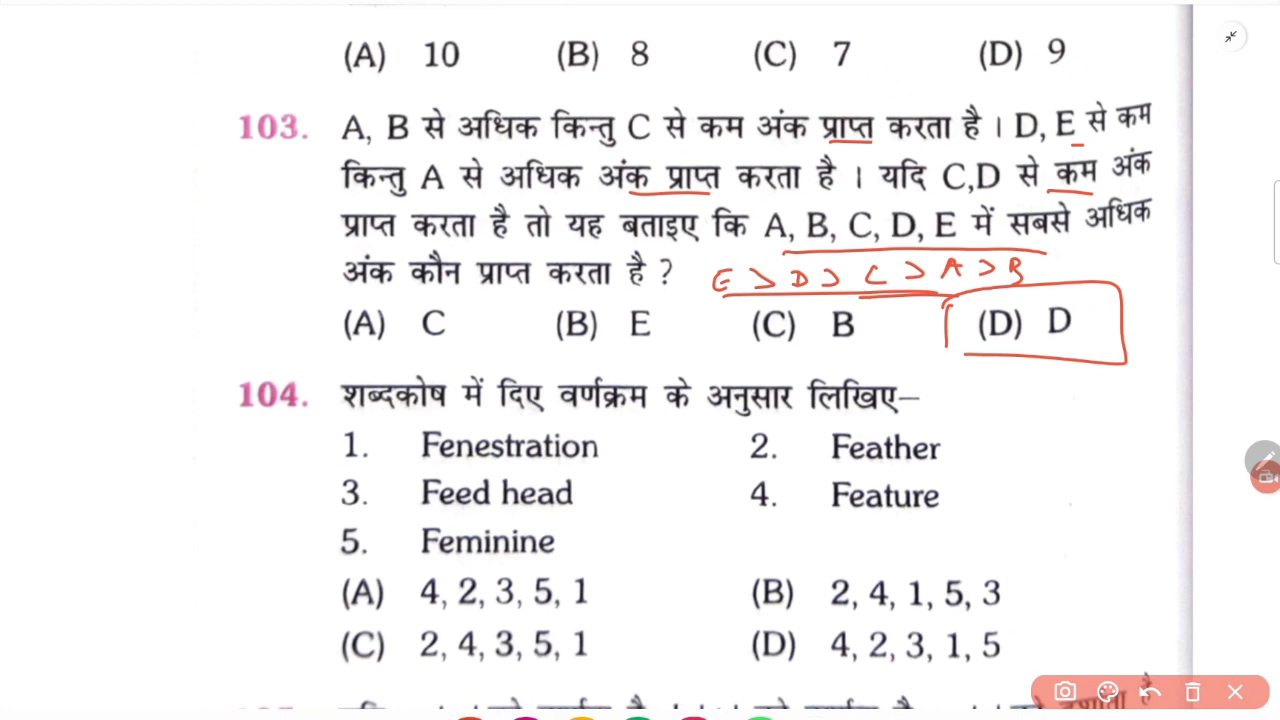 (A) 10 (B) 8 (C) 7 (D) 9
103. A, B से अधिक किन्तु C से कम अंक प्राप्त करता है । D, E से कम
किन्तु A से अधिक अंक प्राप्त करता है । यदि C,D से कम अंक
प्राप्त करता है तो यह बताइए कि A, B, C, D, E में सबसे अधिक
अंक कौन प्राप्त करता है ? E > D > C > A > B
(A) C (B) E (C) B (D) D
104. शब्दकोष में दिए वर्णक्रम के अनुसार लिखिए–
1. Fenestration 2. Feather
3. Feed head 4. Feature
5. Feminine
(A) 4, 2, 3, 5, 1 (B) 2, 4, 1, 5, 3
(C) 2, 4, 3, 5, 1 (D) 4, 2, 3, 1, 5